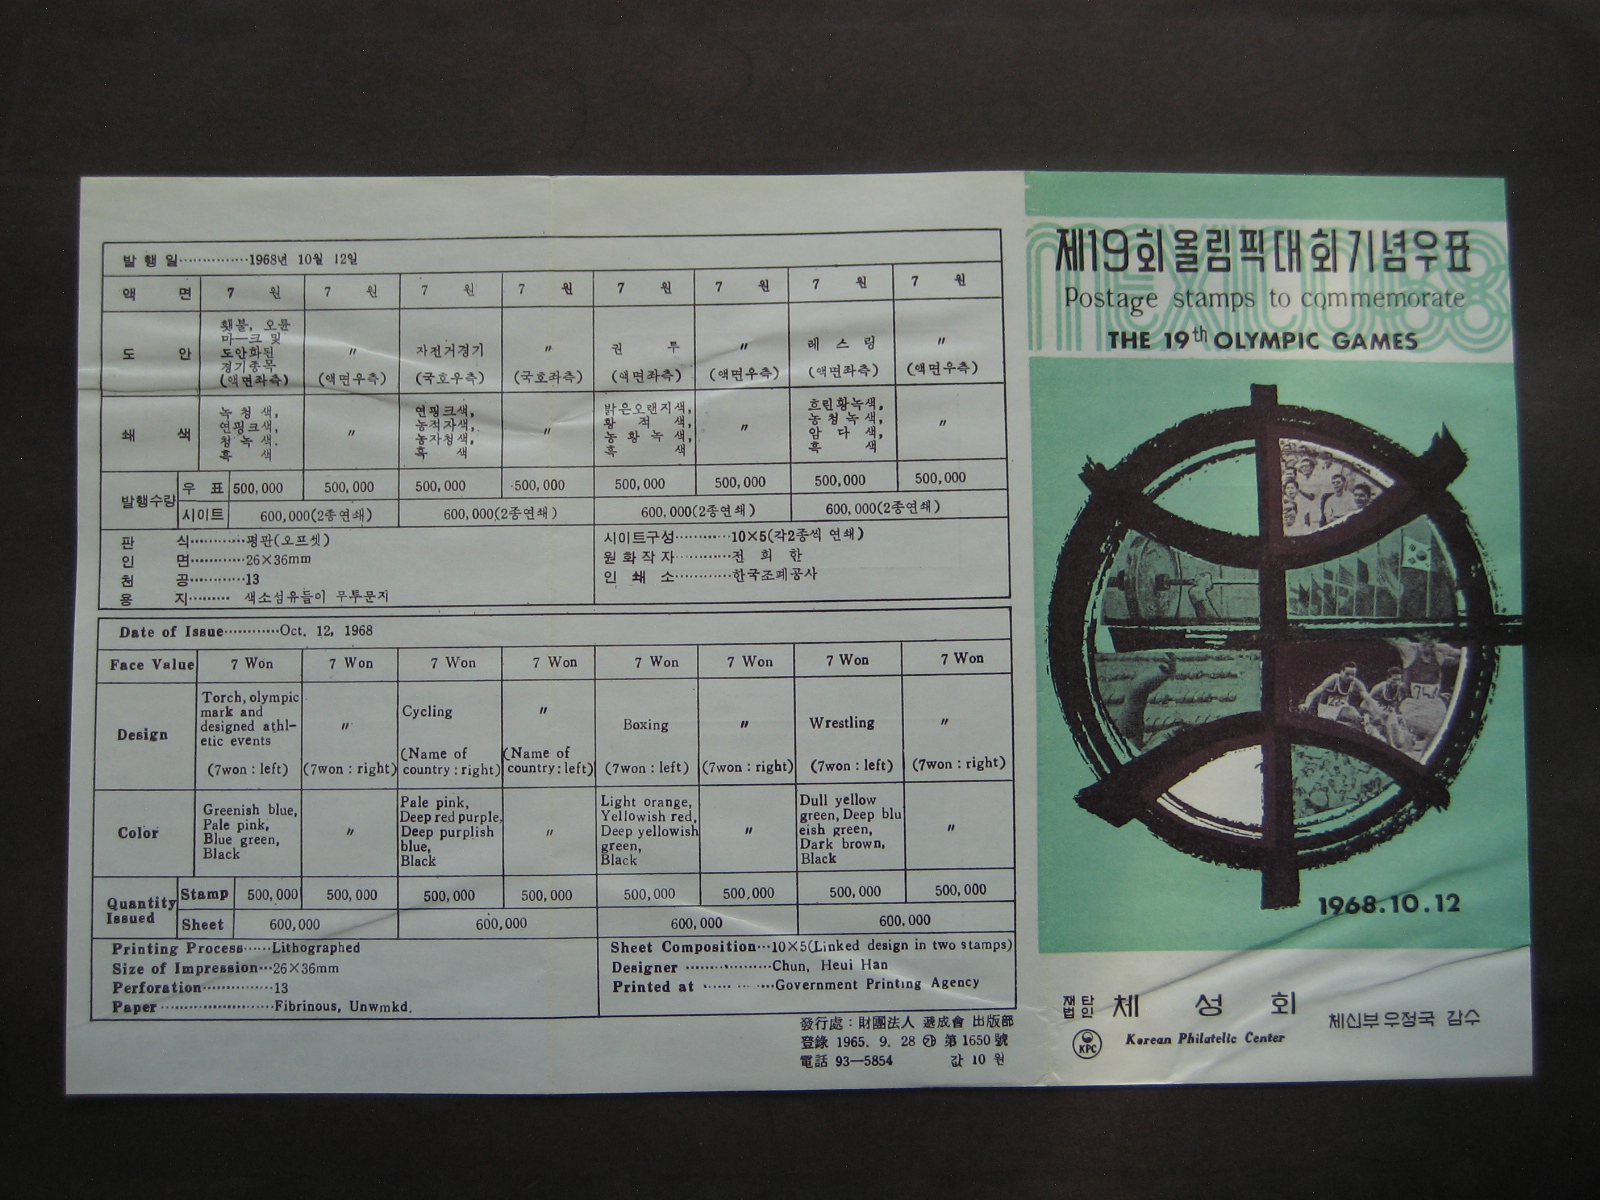 발 행 일···············1968년 10월 12일
액 면 7 원 7 원 7 원 7 원 7 원 7 원 7 원 7 원
도 안
횃불, 오륜
마ー크 및
도안화된
경기종목
(액면좌측)
〃
(액면우측)
자전거경기
(국호우측)
〃
(국호좌측)
권 투
(액면좌측)
〃
(액면우측)
레 스 링
(액면좌측)
〃
(액면우측)
쇄 색
녹 청 색,
연핑크색,
청 녹 색,
흑 색
〃
연핑크색,
농적자색,
농자청색,
흑 색
〃
밝은오랜지색,
황 적 색,
농 황 녹 색,
흑 색
〃
흐린황녹색,
농 청 녹 색,
암 다 색,
흑 색
〃
발행수량
우 표 500,000 500,000 500,000 500,000 500,000 500,000 500,000 500,000
시이트 600,000(2종연쇄) 600,000(2종연쇄) 600,000(2종연쇄) 600,000(2종연쇄)
판 식··········평판(오프셋)
인 면··········26×36mm
천 공··········13
용 지········· 색소섬유들이 무투문지
시이트구성··········10×5(각2종씩 연쇄)
원 화 작 자··········전 희 한
인 쇄 소··········한국조폐공사
Date of Issue············Oct. 12, 1968
Face Value 7 Won 7 Won 7 Won 7 Won 7 Won 7 Won 7 Won 7 Won
Design
Torch, olympic
mark and
designed athl-
etic events
(7won : left)
〃
(7won : right)
Cycling
(Name of
country : right)
〃
(Name of
country : left)
Boxing
(7won : left)
〃
(7won : right)
Wrestling
(7won : left)
〃
(7won : right)
Color
Greenish blue,
Pale pink,
Blue green,
Black
〃
Pale pink,
Deep red purple,
Deep purplish
blue,
Black
〃
Light orange,
Yellowish red,
Deep yellowish
green,
Black
〃
Dull yellow
green, Deep blu
eish green,
Dark brown,
Black
〃
Quantity
Issued
Stamp 500,000 500,000 500,000 500,000 500,000 500,000 500,000 500,000
Sheet 600,000 600,000 600,000 600,000
Printing Process······Lithographed
Size of Impression···26×36mm
Perforation··············13
Paper ·····················Fibrinous, Unwmkd.
Sheet Composition···10×5(Linked design in two stamps)
Designer ················Chun, Heui Han
Printed at ···············Government Printing Agency
發行處 : 財團法人 遞成會 出版部
登錄 1965. 9. 28 ㉑ 第 1650 號
電話 93—5854 값 10 원
MEXICO68
제19회올림픽대회기념우표
Postage stamps to commemorate
THE 19th OLYMPIC GAMES
1968.10.12
재단
법인 체 성 회
체신부 우정국 감수
KPC
Korean Philatelic Center